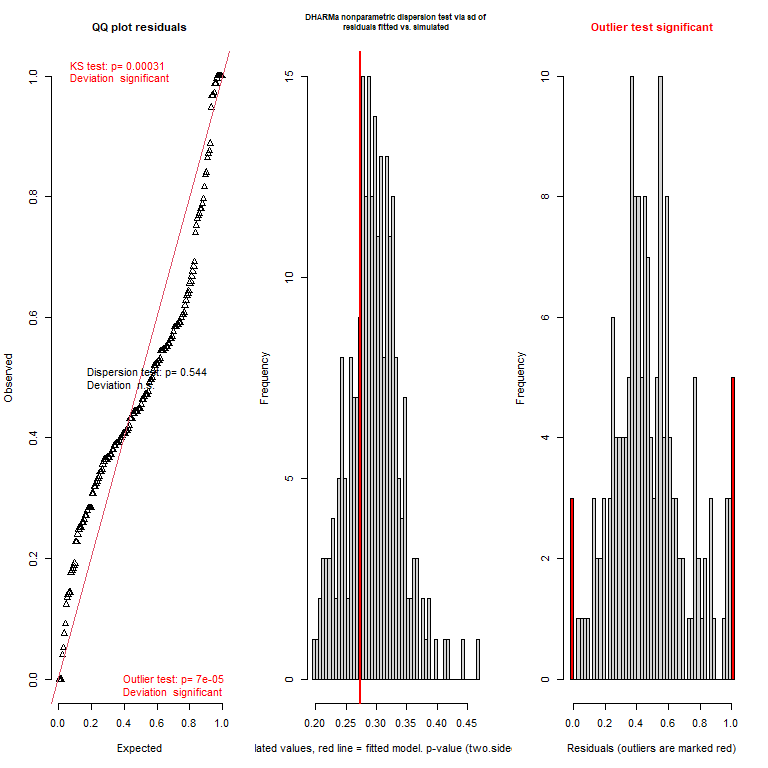 QQ plot residuals
KS test: p= 0.00031
Deviation significant
Dispersion test: p= 0.544
Deviation n.
Outlier test: p= 7e-05
Deviation significant
Observed
0.0
0.2
0.4
0.6
0.8
1.0
0.0
0.2
0.4
0.6
0.8
1.0
Expected
DHARMa nonparametric dispersion test via sd of
residuals fitted vs. simulated
Frequency
0
5
10
15
0.20
0.25
0.30
0.35
0.40
0.45
lated values, red line = fitted model. p-value (two.side
Outlier test significant
Frequency
0
2
4
6
8
10
0.0
0.2
0.4
0.6
0.8
1.0
Residuals (outliers are marked red)